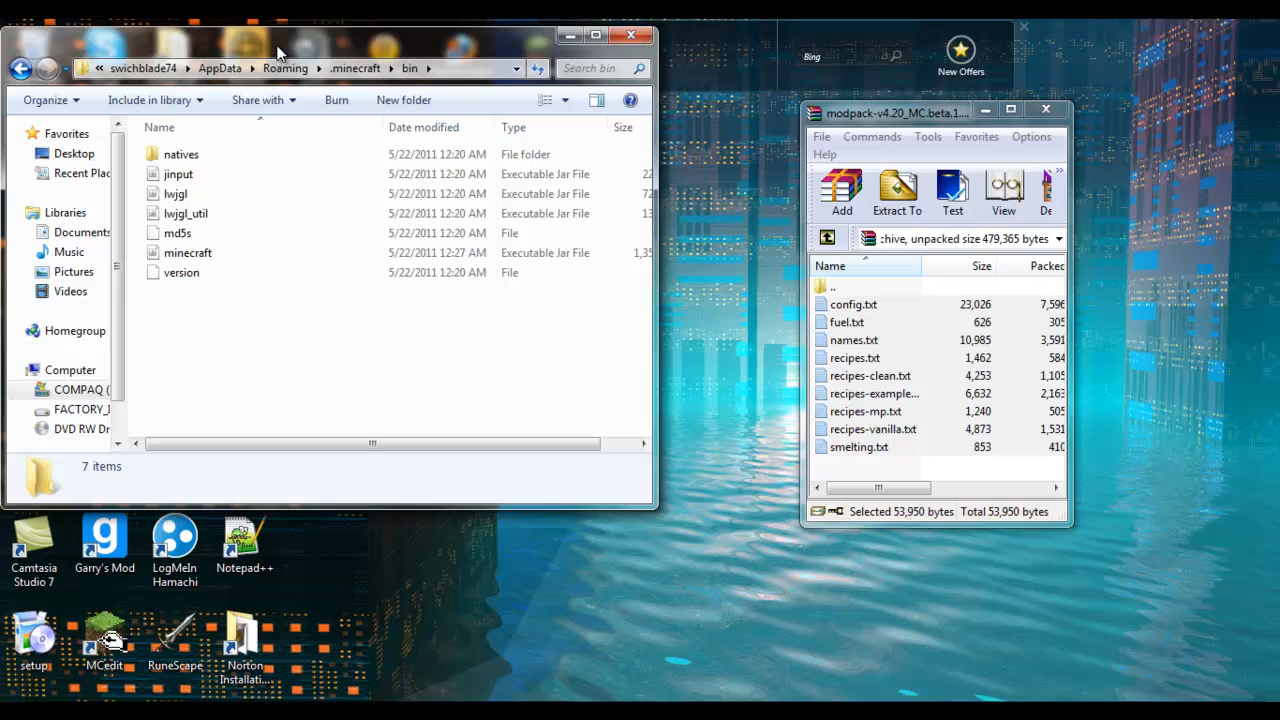 swichblade74 AppData Roaming .minecraft bin Search bin
Organize Include in library Share with Burn New folder
Name Date modified Type Size
Favorites
Desktop
Recent Plac
Libraries
Documents
Music
Pictures
Videos
Homegroup
Computer
COMPAQ (
FACTORY_
DVD RW Dr
natives 5/22/2011 12:20 AM File folder
jinput 5/22/2011 12:20 AM Executable Jar File 22
lwjgl 5/22/2011 12:20 AM Executable Jar File 72
lwjgl_util 5/22/2011 12:20 AM Executable Jar File 13
md5s 5/22/2011 12:20 AM File
minecraft 5/22/2011 12:27 AM Executable Jar File 1,35
version 5/22/2011 12:20 AM File
7 items
Bing
New Offers
modpack-v4.20_MC.beta.1....
File Commands Tools Favorites Options
Help
Add Extract To Test View De
chive, unpacked size 479,365 bytes
Name Size Packed
..
config.txt 23,026 7,596
fuel.txt 626 305
names.txt 10,985 3,591
recipes.txt 1,462 584
recipes-clean.txt 4,253 1,105
recipes-example... 6,632 2,163
recipes-mp.txt 1,240 505
recipes-vanilla.txt 4,873 1,531
smelting.txt 853 410
Selected 53,950 bytes Total 53,950 bytes
Camtasia
Studio 7
Garry's Mod
LogMeIn
Hamachi
Notepad++
setup
MCedit
RuneScape
Norton
Installati...